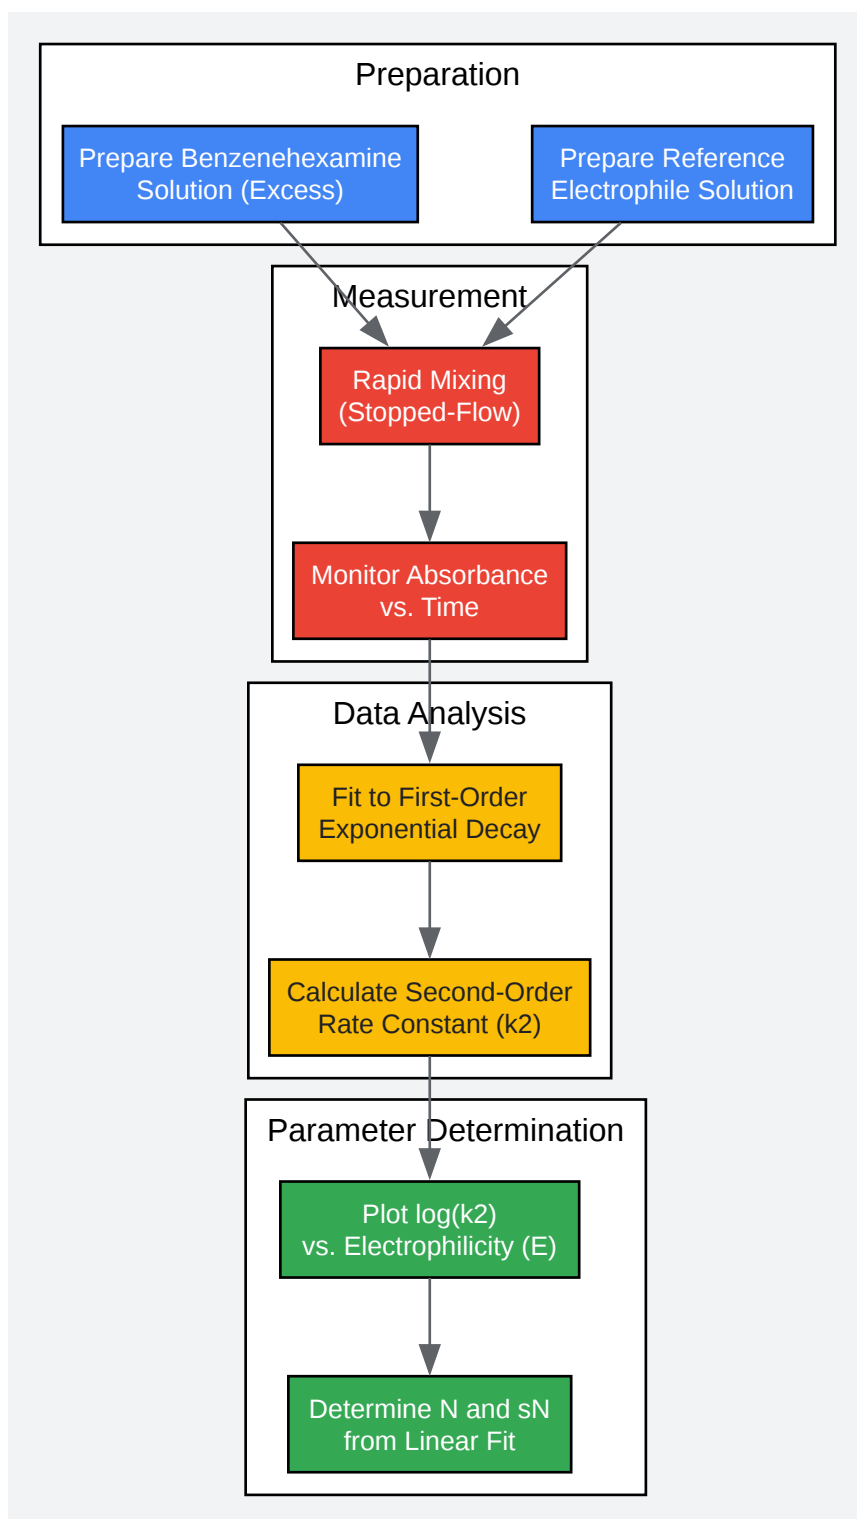 Preparation
Prepare Benzenehexamine
Solution (Excess)
Prepare Reference
Electrophile Solution
Measurement
Rapid Mixing
(Stopped-Flow)
Monitor Absorbance
vs. Time
Data Analysis
Fit to First-Order
Exponential Decay
Calculate Second-Order
Rate Constant (k2)
Parameter Determination
Plot log(k2)
vs. Electrophilicity (E)
Determine N and sN
from Linear Fit